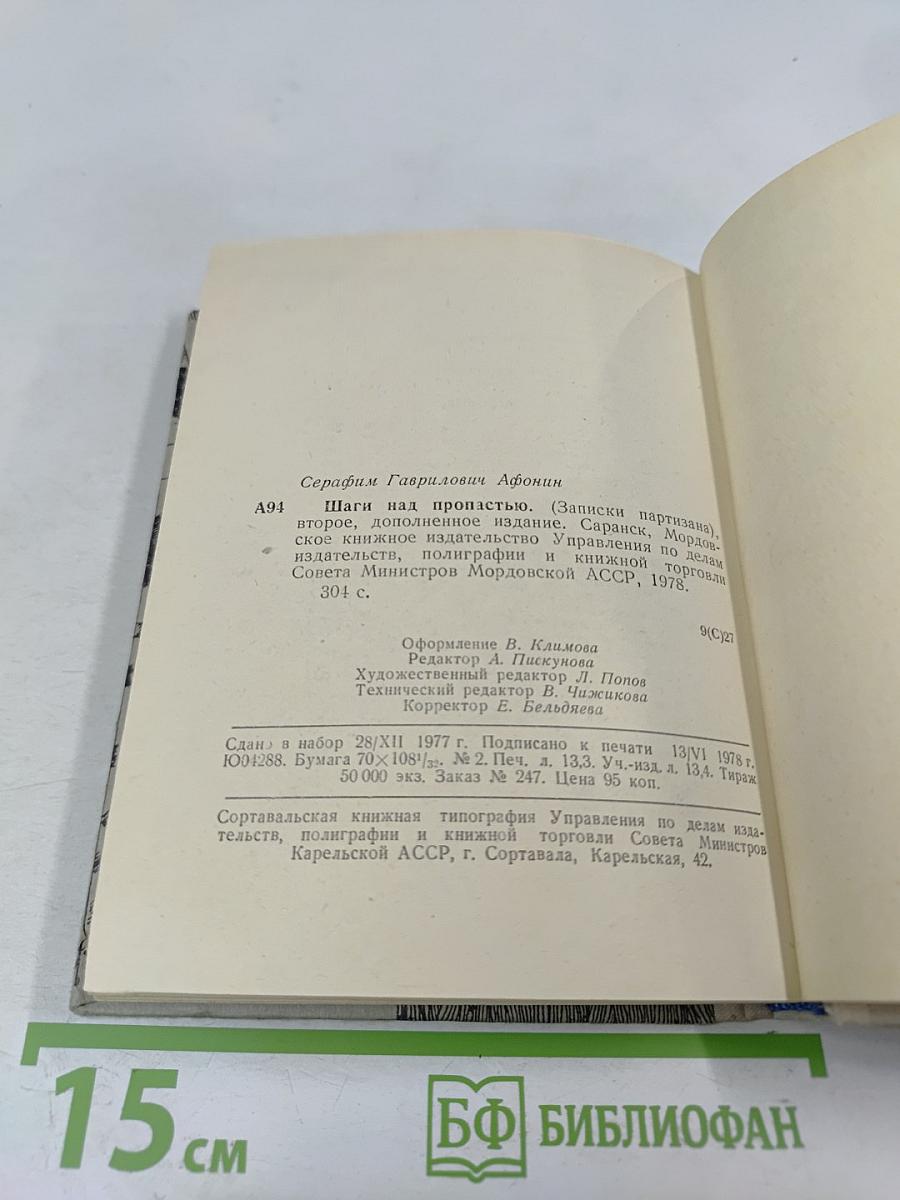 Серафим Гаврилович Афонин
А94 Шаги над пропастью. (Записки партизана),
второе, дополненное издание. Саранск, Мордов-
ское книжное издательство Управления по делам
издательств, полиграфии и книжной торговли
Совета Министров Мордовской АССР, 1978.
304 с.
9(С)27
Оформление В. Климова
Редактор А. Пискунова
Художественный редактор Л. Попов
Технический редактор В. Чижикова
Корректор Е. Бельдяева
Сдано в набор 28/XII 1977 г. Подписано к печати 13/VI 1978 г.
Ю04288. Бумага 70×108¹/₃₂. № 2. Печ. л. 13,3. Уч.-изд. л. 13,4. Тираж
50 000 экз. Заказ № 247. Цена 95 коп.
Сортавальская книжная типография Управления по делам изда-
тельств, полиграфии и книжной торговли Совета Министров
Карельской АССР, г. Сортавала, Карельская, 42.
15 см
БФ БИБЛИОФАН